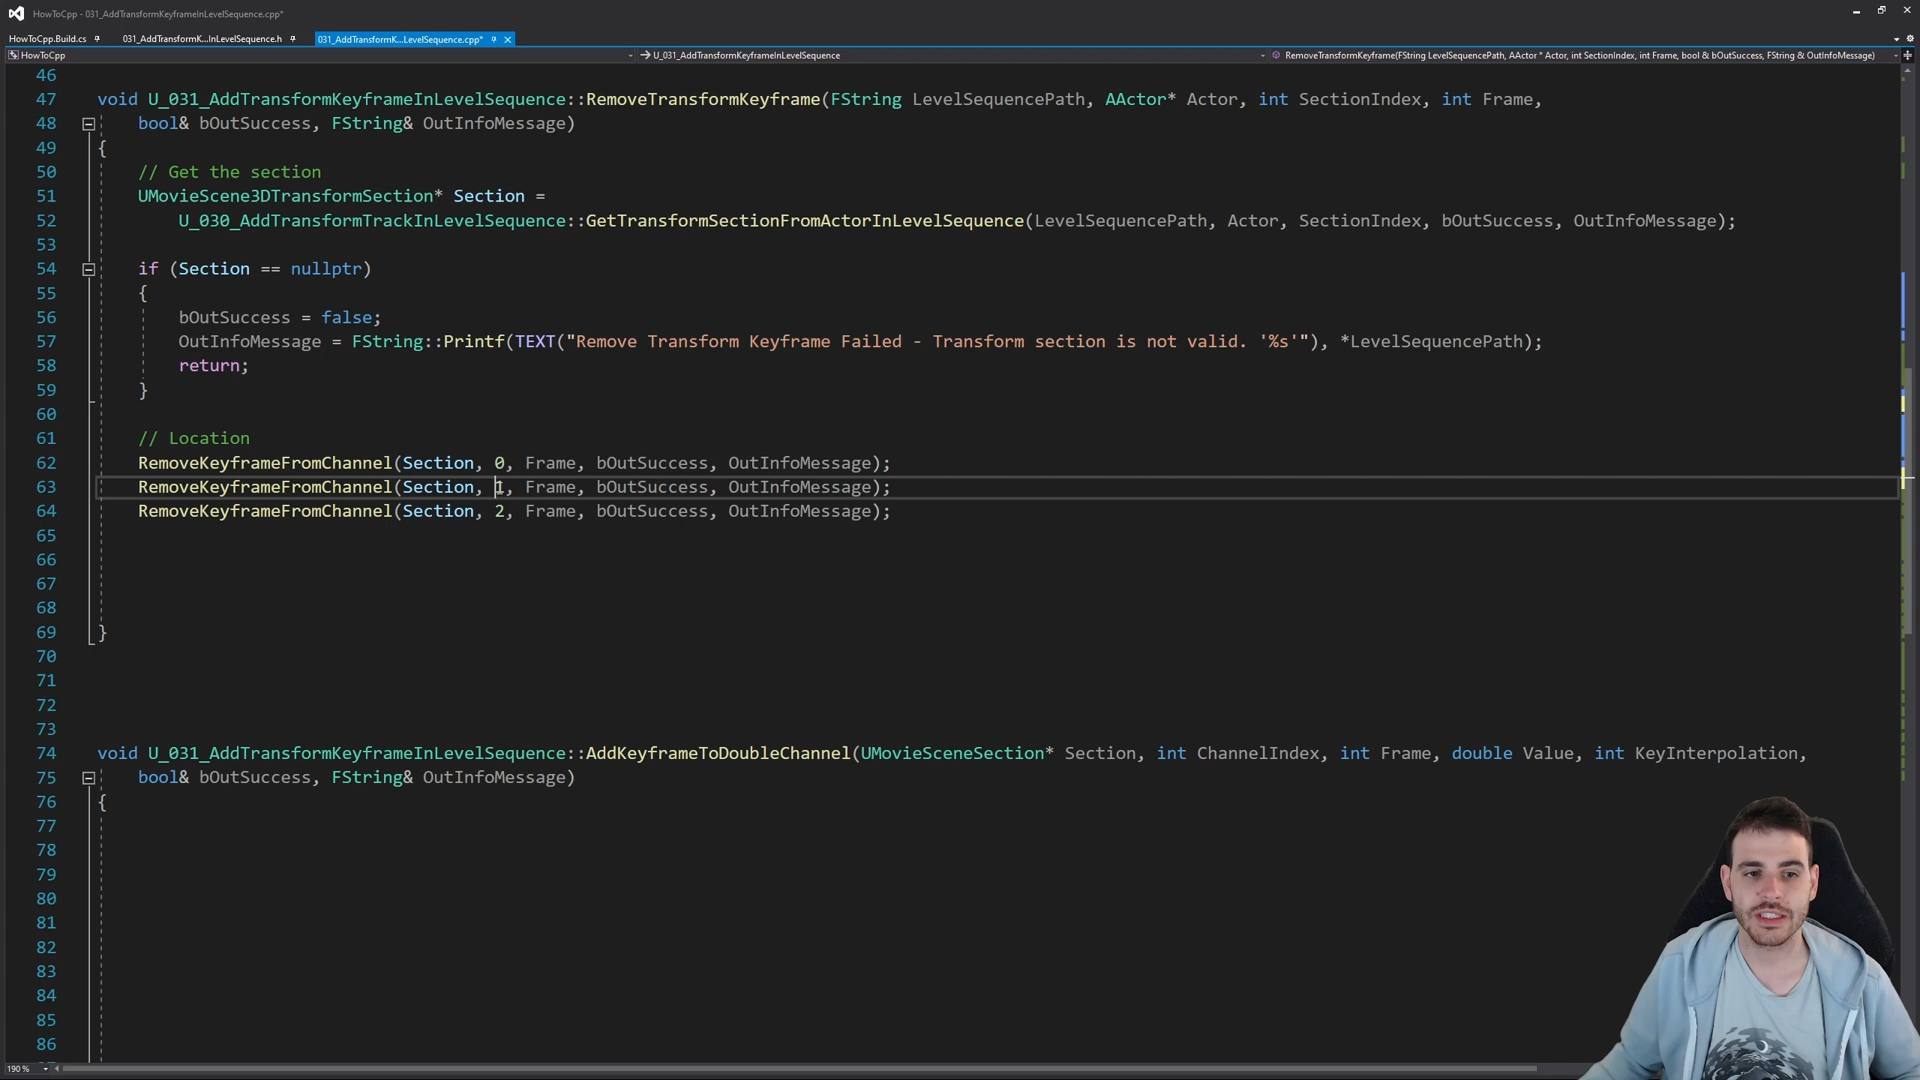 HowToCpp - 031_AddTransformKeyframeInLevelSequence.cpp*
HowToCpp.Build.cs
031_AddTransformK...InLevelSequence.h
031_AddTransformK...LevelSequence.cpp*
HowToCpp
U_031_AddTransformKeyframeInLevelSequence
RemoveTransformKeyframe(FString LevelSequencePath, AActor * Actor, int SectionIndex, int Frame, bool & bOutSuccess, FString & OutInfoMessage)
46
47 void U_031_AddTransformKeyframeInLevelSequence::RemoveTransformKeyframe(FString LevelSequencePath, AActor* Actor, int SectionIndex, int Frame,
48 bool& bOutSuccess, FString& OutInfoMessage)
49 {
50 // Get the section
51 UMovieScene3DTransformSection* Section =
52 U_030_AddTransformTrackInLevelSequence::GetTransformSectionFromActorInLevelSequence(LevelSequencePath, Actor, SectionIndex, bOutSuccess, OutInfoMessage);
53
54 if (Section == nullptr)
55 {
56 bOutSuccess = false;
57 OutInfoMessage = FString::Printf(TEXT("Remove Transform Keyframe Failed - Transform section is not valid. '%s'"), *LevelSequencePath);
58 return;
59 }
60
61 // Location
62 RemoveKeyframeFromChannel(Section, 0, Frame, bOutSuccess, OutInfoMessage);
63 RemoveKeyframeFromChannel(Section, 1, Frame, bOutSuccess, OutInfoMessage);
64 RemoveKeyframeFromChannel(Section, 2, Frame, bOutSuccess, OutInfoMessage);
65
66
67
68
69 }
70
71
72
73
74 void U_031_AddTransformKeyframeInLevelSequence::AddKeyframeToDoubleChannel(UMovieSceneSection* Section, int ChannelIndex, int Frame, double Value, int KeyInterpolation,
75 bool& bOutSuccess, FString& OutInfoMessage)
76 {
77
78
79
80
81
82
83
84
85
86
190 %